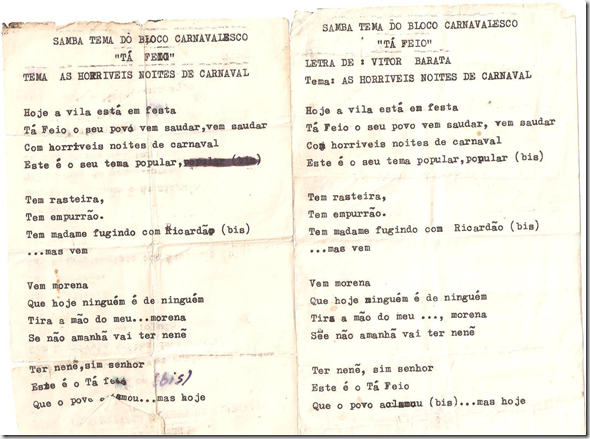 SAMBA TEMA DO BLOCO CARNAVALESCO
"TÁ FEIO"
TEMA AS HORRIVEIS NOITES DE CARNAVAL
Hoje a vila está em festa
Tá Feio o seu povo vem saudar,vem saudar
Com horriveis noites de carnaval
Este é o seu tema popular, (bis)
Tem rasteira,
Tem empurrão.
Tem madame fugindo com Ricardão (bis)
...mas vem
Vem morena
Que hoje ninguém é de ninguém
Tira a mão do meu...morena
Se não amanhã vai ter nenê
Ter nenê,sim senhor
Este é o Tá feio (bis)
Que o povo aclamou...mas hoje
SAMBA TEMA DO BLOCO CARNAVALESCO
"TÁ FEIO"
LETRA DE : VITOR BARATA
Tema: AS HORRIVEIS NOITES DE CARNAVAL
Hoje a vila está em festa
Tá Feio o seu povo vem saudar, vem saudar
Com horriveis noites de carnaval
Este é o seu tema popular,popular (bis)
Tem rasteira,
Tem empurrão.
Tem madame fugindo com Ricardão (bis)
...mas vem
Vem morena
Que hoje ninguém é de ninguém
Tira a mão do meu ..., morena
See não amanhã vai ter nenê
Ter nenê, sim senhor
Este é o Tá Feio
Que o povo aclamou (bis)...mas hoje